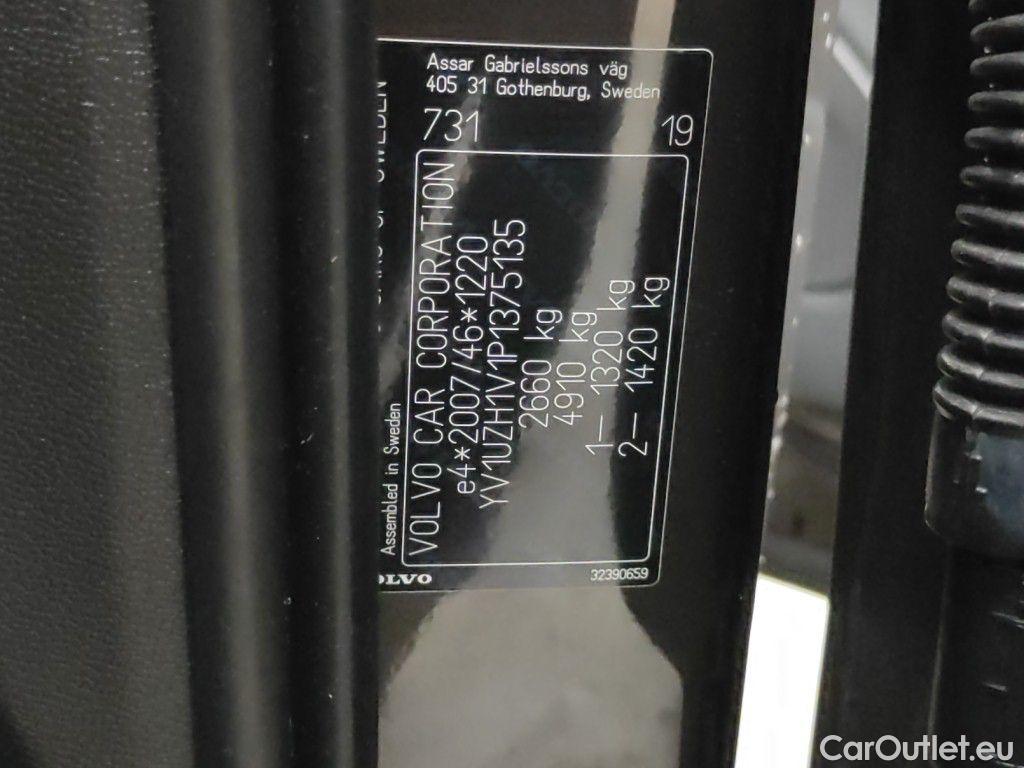 Assar Gabrielssons väg
405 31 Gothenburg, Sweden
731
19
Assembled in Sweden
VOLVO CAR CORPORATION
e4*2007/46*1220
YV1UZH1V1P1375135
2660 kg
4910 kg
1– 1320 kg
2– 1420 kg
32390659
CarOutlet.eu